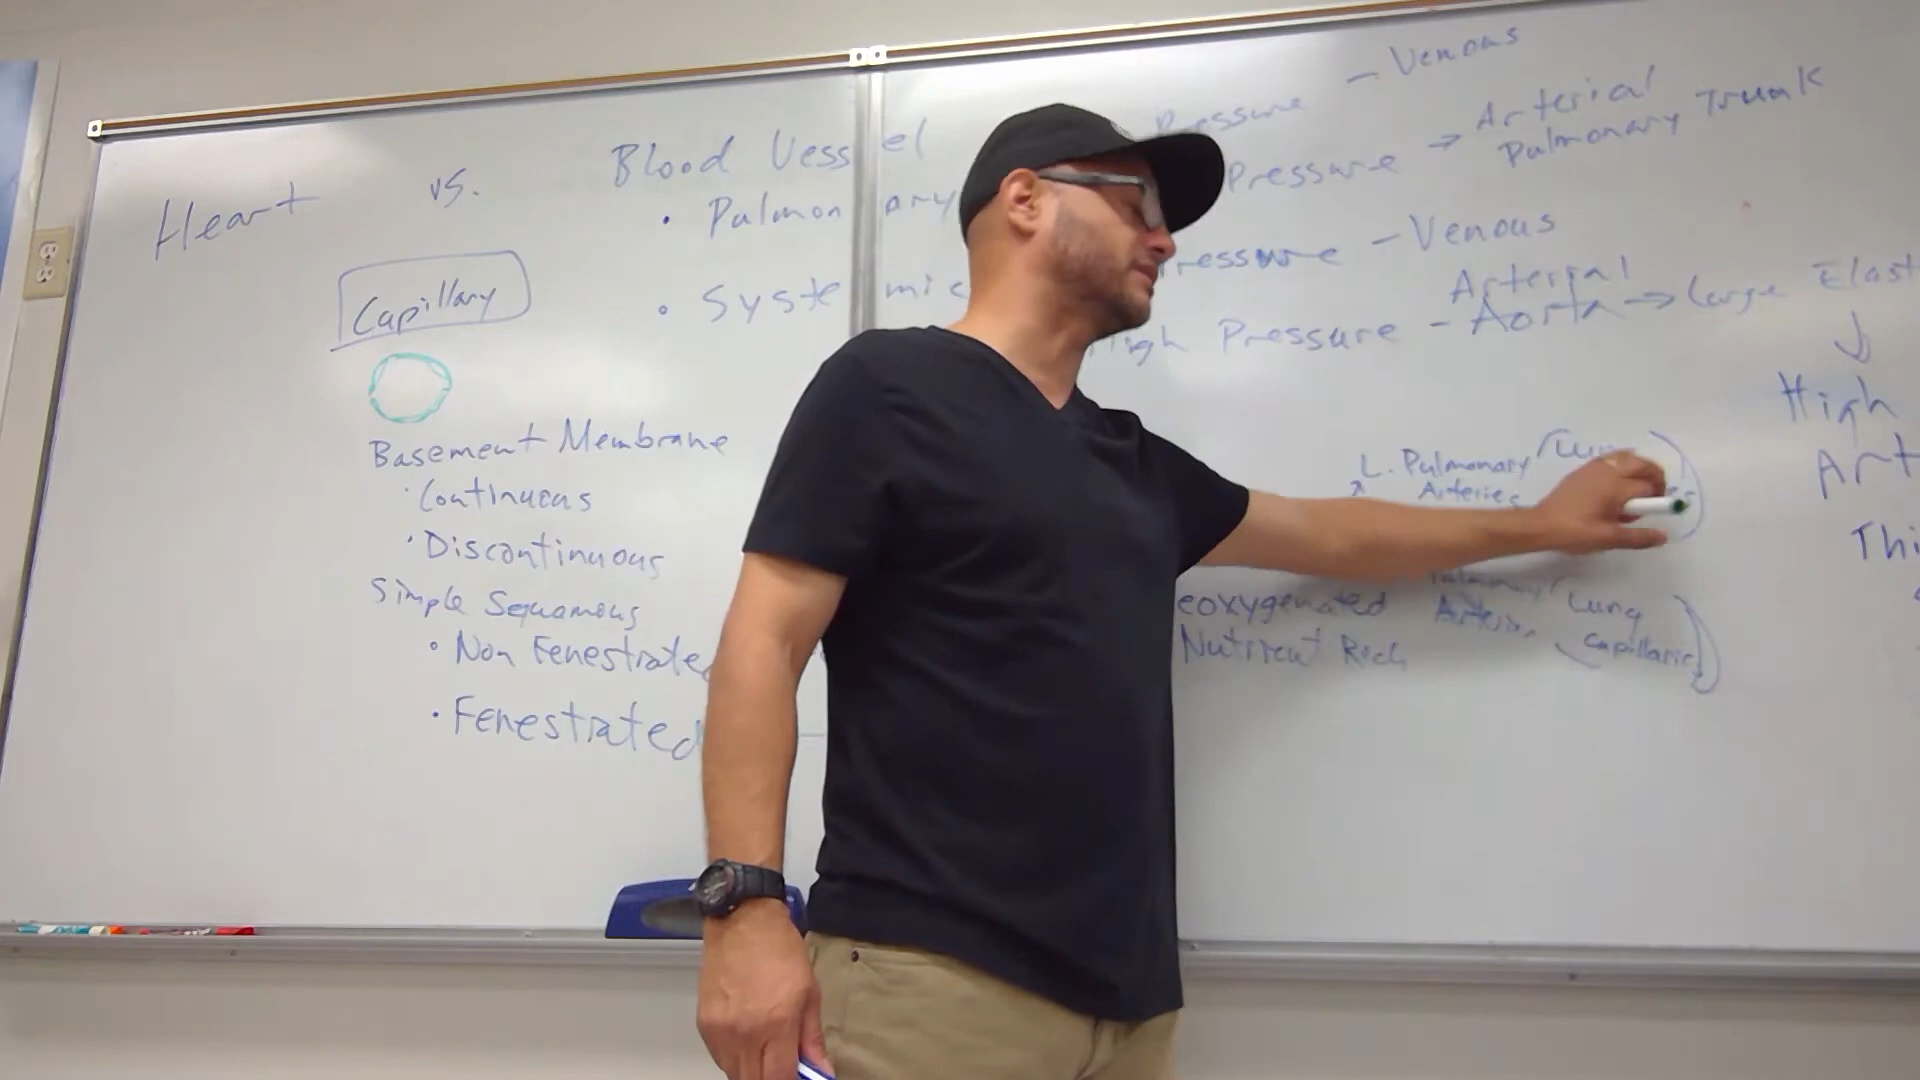 Heart vs. Blood Vessel
• Pulmonary
• Systemic
Capillary
Basement Membrane
· Continuous
· Discontinuous
Simple Squamous
• Non Fenestrated
• Fenestrated
Pressure - Venous
Pressure → Arterial
Pulmonary Trunk
Pressure - Venous
Arterial
High Pressure - Aorta → Large Elast
High
Art
Thi
L. Pulmonary
Arteries
Pulmonary
eoxygenated
Nutrient Rich
Lung
capillaries